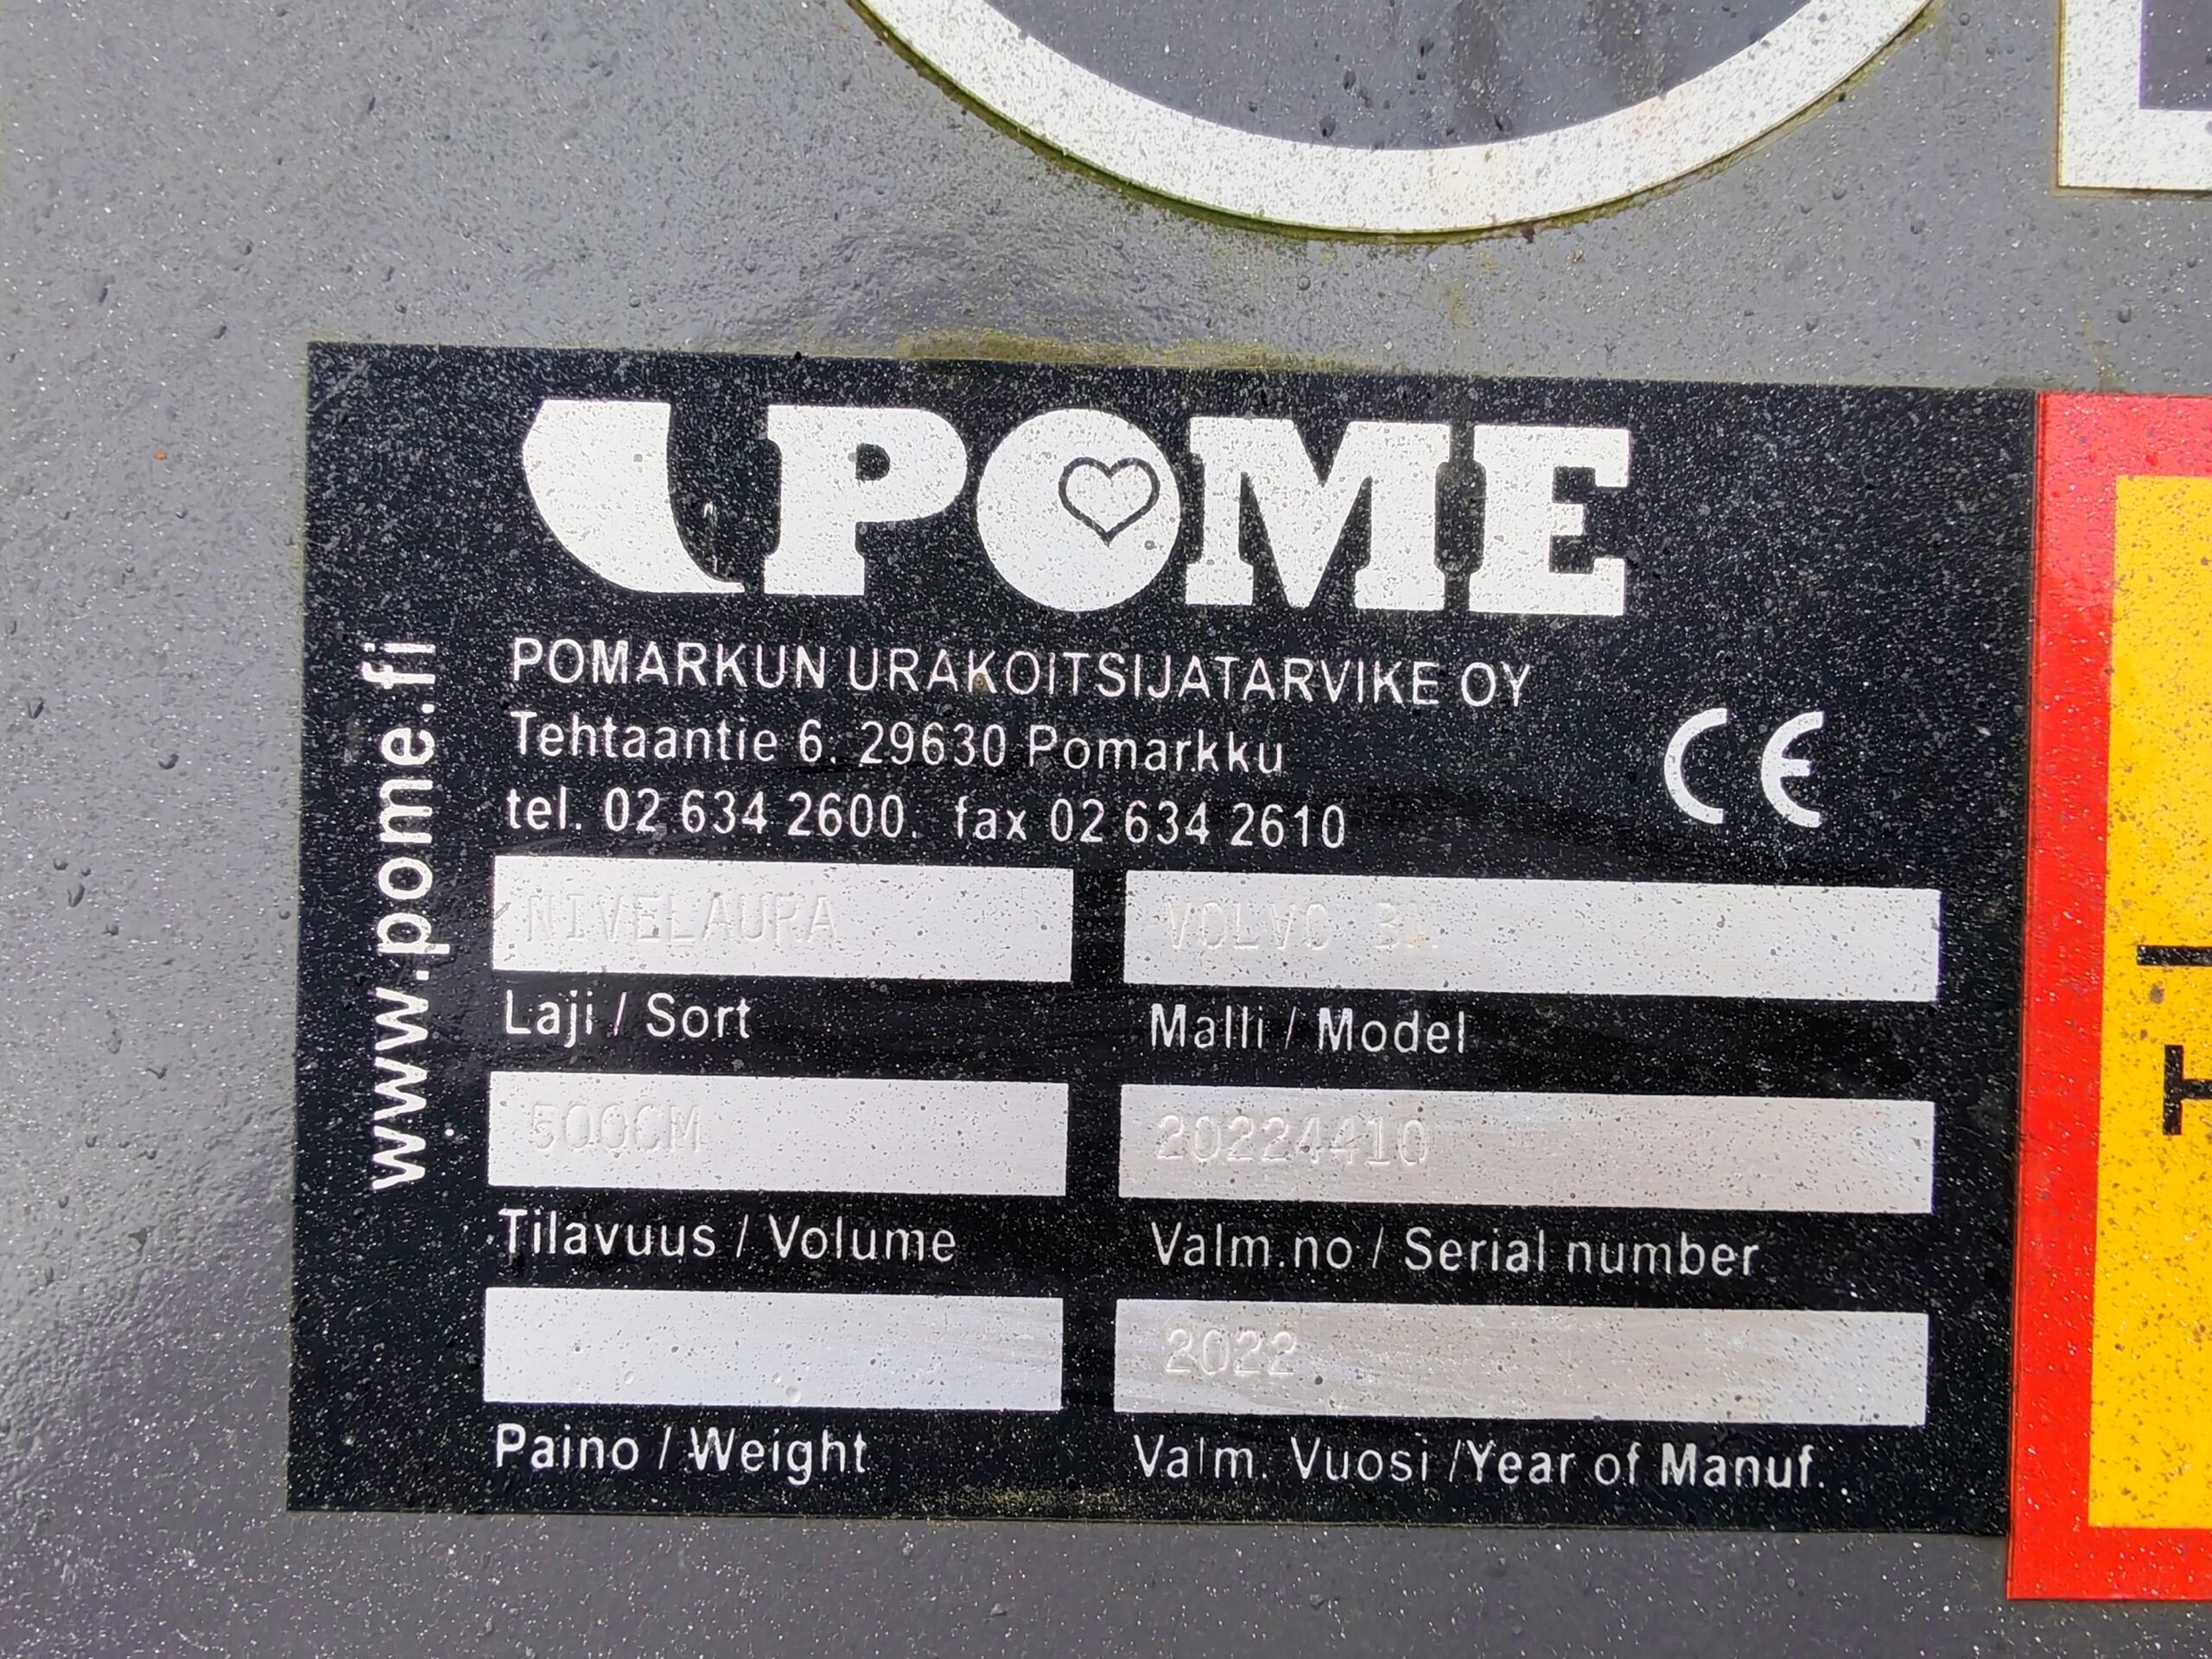 POME
POMARKUN URAKOITSIJATARVIKE OY
Tehtaantie 6. 29630 Pomarkku
tel. 02 634 2600. fax 02 634 2610
CE
www.pome.fi
NIVELAURA
VOLVO
Laji / Sort
Malli / Model
500CM
20224410
Tilavuus / Volume
Valm.no / Serial number
2022
Paino / Weight
Valm. Vuosi /Year of Manuf.